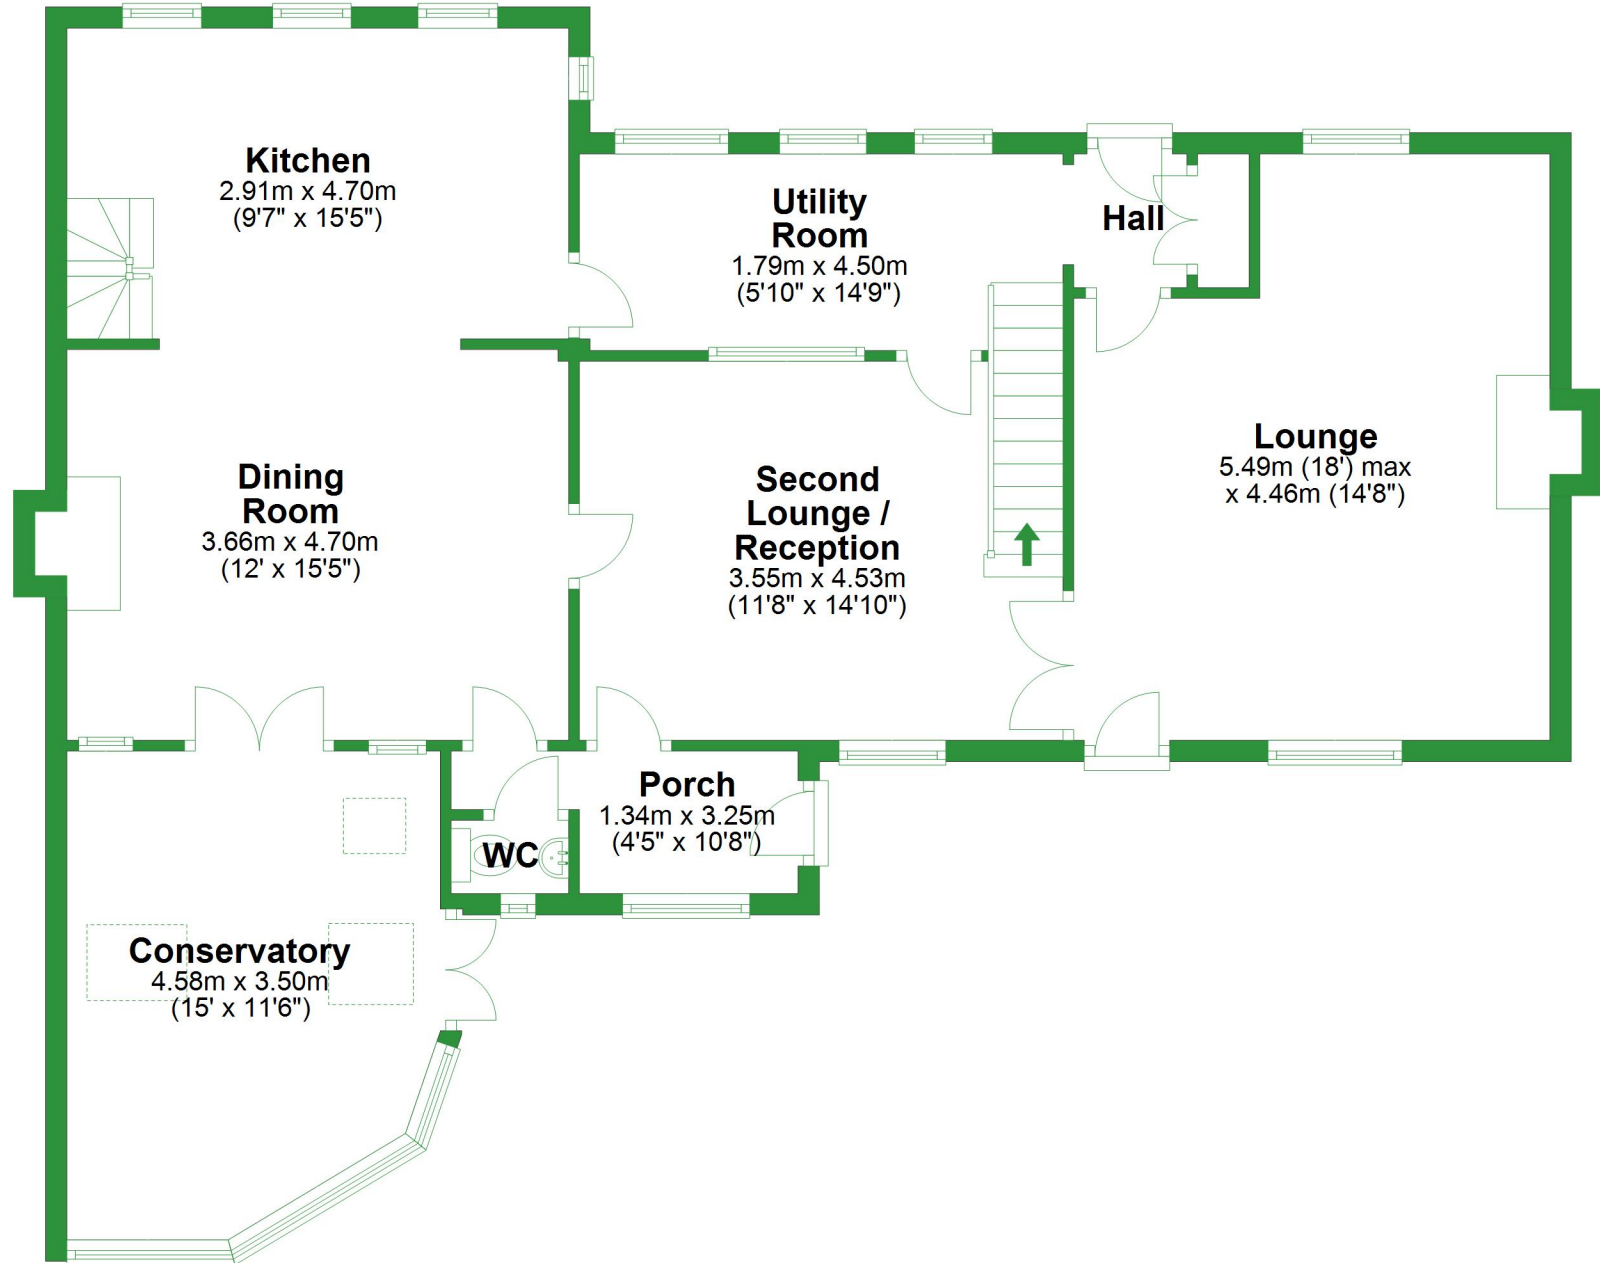 Kitchen
2.91m x 4.70m
(9'7" x 15'5")
Utility
Room
1.79m x 4.50m
(5'10" x 14'9")
Hall
Lounge
5.49m (18') max
x 4.46m (14'8")
Dining
Room
3.66m x 4.70m
(12' x 15'5")
Second
Lounge /
Reception
3.55m x 4.53m
(11'8" x 14'10")
Porch
1.34m x 3.25m
(4'5" x 10'8")
WC
Conservatory
4.58m x 3.50m
(15' x 11'6")